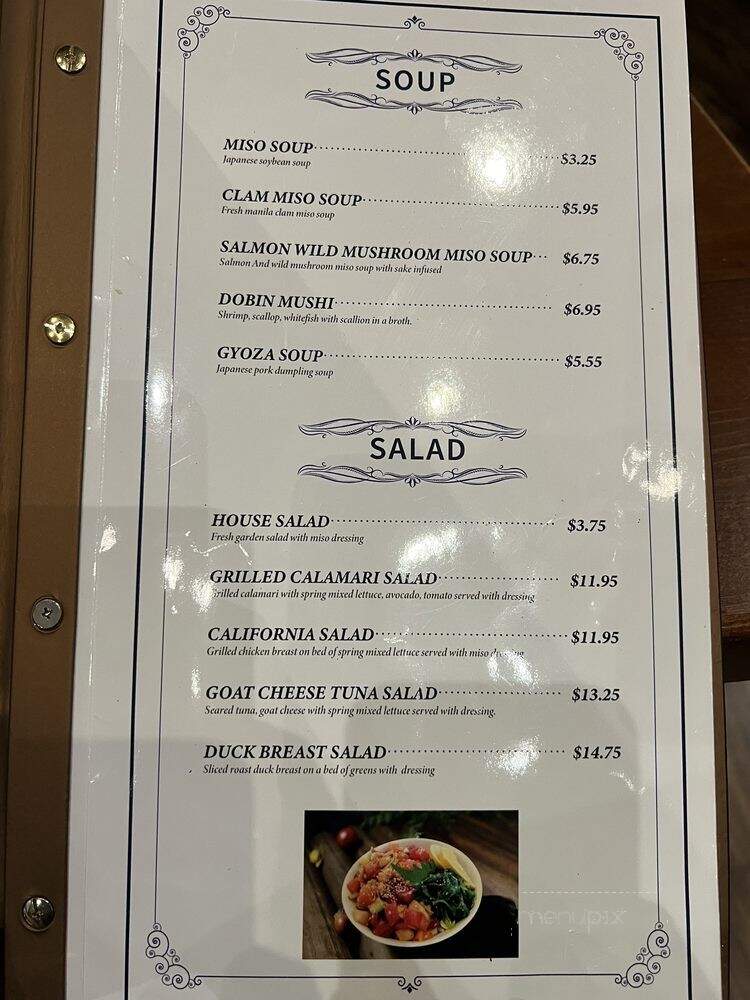 SOUP
MISO SOUP $3.25
Japanese soybean soup
CLAM MISO SOUP $5.95
Fresh manila clam miso soup
SALMON WILD MUSHROOM MISO SOUP $6.75
Salmon And wild mushroom miso soup with sake infused
DOBIN MUSHI $6.95
Shrimp, scallop, whitefish with scallion in a broth.
GYOZA SOUP $5.55
Japanese pork dumpling soup
SALAD
HOUSE SALAD $3.75
Fresh garden salad with miso dressing
GRILLED CALAMARI SALAD $11.95
Grilled calamari with spring mixed lettuce, avocado, tomato served with dressing
CALIFORNIA SALAD $11.95
Grilled chicken breast on bed of spring mixed lettuce served with miso dressing
GOAT CHEESE TUNA SALAD $13.25
Seared tuna, goat cheese with spring mixed lettuce served with dressing.
DUCK BREAST SALAD $14.75
Sliced roast duck breast on a bed of greens with dressing
menupix